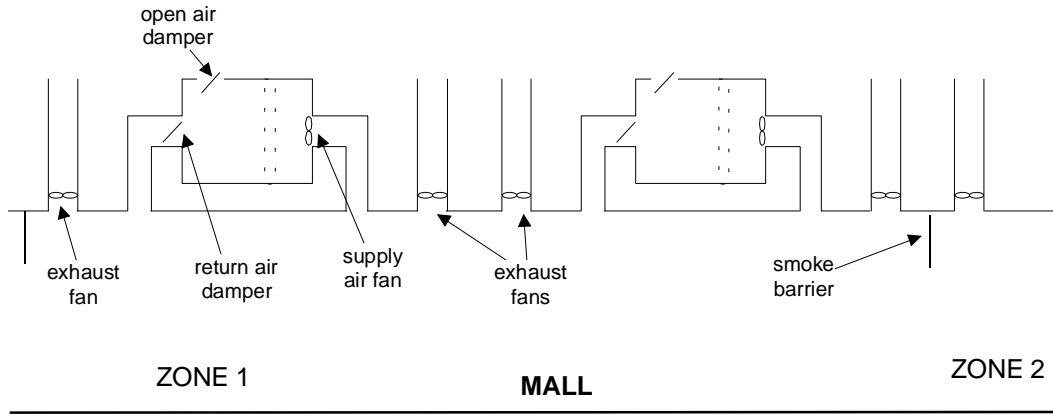 open air
damper
exhaust
fan
return air
damper
supply
air fan
exhaust
fans
smoke
barrier
ZONE 1
MALL
ZONE 2